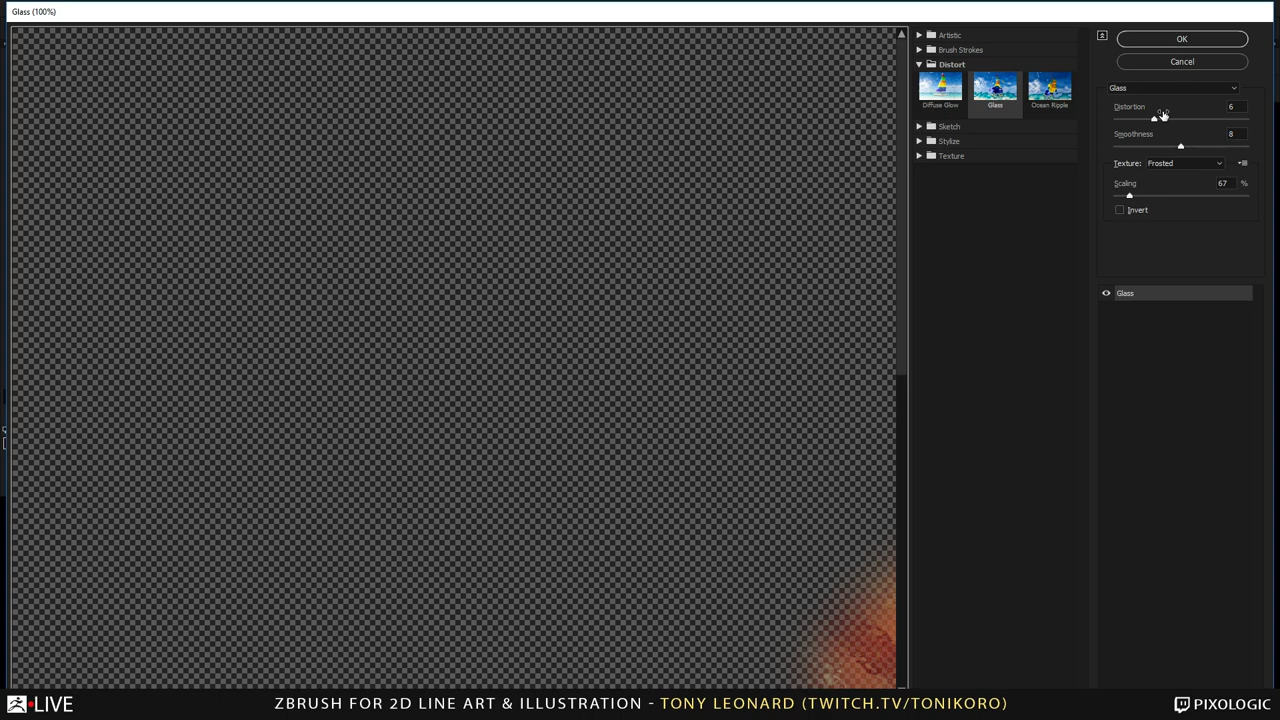 Glass (100%)
Artistic
Brush Strokes
Distort
Diffuse Glow
Glass
Ocean Ripple
Sketch
Stylize
Texture
OK
Cancel
Glass
Distortion 6
Smoothness 8
Texture: Frosted
Scaling 67 %
Invert
Glass
LIVE
ZBRUSH FOR 2D LINE ART & ILLUSTRATION - TONY LEONARD (TWITCH.TV/TONIKORO)
PIXOLOGIC